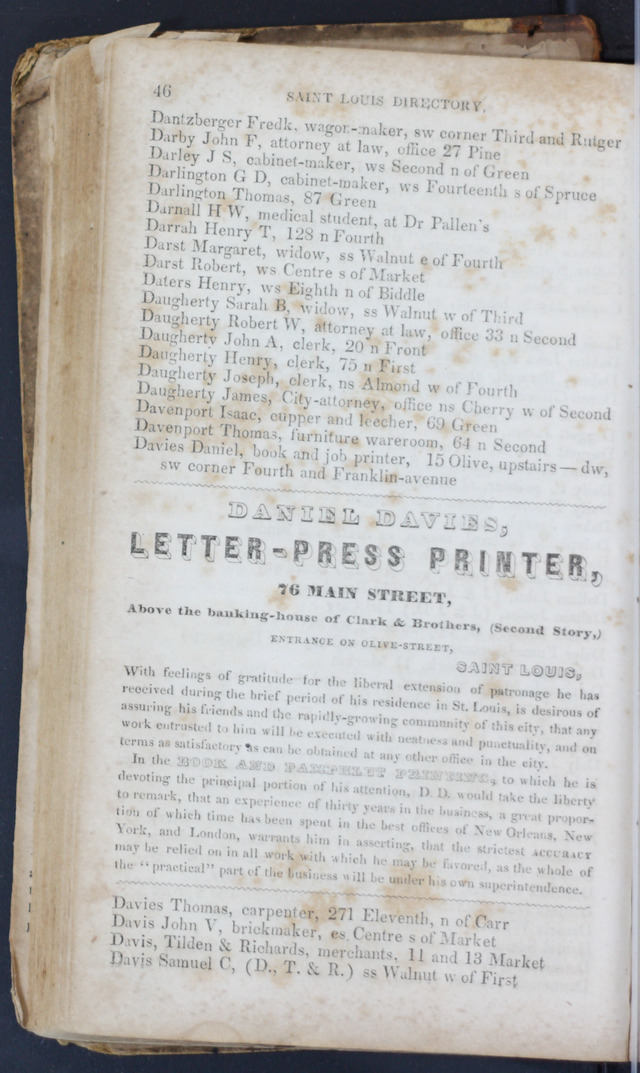 46
SAINT LOUIS DIRECTORY.
Dantzberger Fredk, wagon-maker, sw corner Third and Rutger
Darby John F, attorney at law, office 27 Pine
Darley J S, cabinet-maker, ws Second n of Green
Darlington G D, cabinet-maker, ws Fourteenth s of Spruce
Darlington Thomas, 87 Green
Darnall H W, medical student, at Dr Pallen's
Darrah Henry T, 128 n Fourth
Darst Margaret, widow, ss Walnut e of Fourth
Darst Robert, ws Centre s of Market
Daters Henry, ws Eighth n of Biddle
Daugherty Sarah B, widow, ss Walnut w of Third
Daugherty Robert W, attorney at law, office 33 n Second
Daugherty John A, clerk, 20 n Front
Daugherty Henry, clerk, 75 n First
Daugherty Joseph, clerk, ns Almond w of Fourth
Daugherty James, City-attorney, office ns Cherry w of Second
Davenport Isaac, cupper and leecher, 69 Green
Davenport Thomas, furniture wareroom, 64 n Second
Davies Daniel, book and job printer, 15 Olive, upstairs — dw,
sw corner Fourth and Franklin-avenue
DANIEL DAVIES,
LETTER-PRESS PRINTER,
76 MAIN STREET,
Above the banking-house of Clark & Brothers, (Second Story,)
ENTRANCE ON OLIVE-STREET,
SAINT LOUIS,
With feelings of gratitude for the liberal extension of patronage he has
received during the brief period of his residence in St. Louis, is desirous of
assuring his friends and the rapidly-growing community of this city, that any
work entrusted to him will be executed with neatness and punctuality, and on
terms as satisfactory as can be obtained at any other office in the city.
In the BOOK AND PAMPHLET PRINTING, to which he is
devoting the principal portion of his attention, D. D. would take the liberty
to remark, that an experience of thirty years in the business, a great propor-
tion of which time has been spent in the best offices of New Orleans, New
York, and London, warrants him in asserting, that the strictest ACCURACY
may be relied on in all work with which he may be favored, as the whole of
the "practical" part of the business will be under his own superintendence.
Davies Thomas, carpenter, 271 Eleventh, n of Carr
Davis John V, brickmaker, es Centre s of Market
Davis, Tilden & Richards, merchants, 11 and 13 Market
Davis Samuel C, (D., T. & R.) ss Walnut w of First